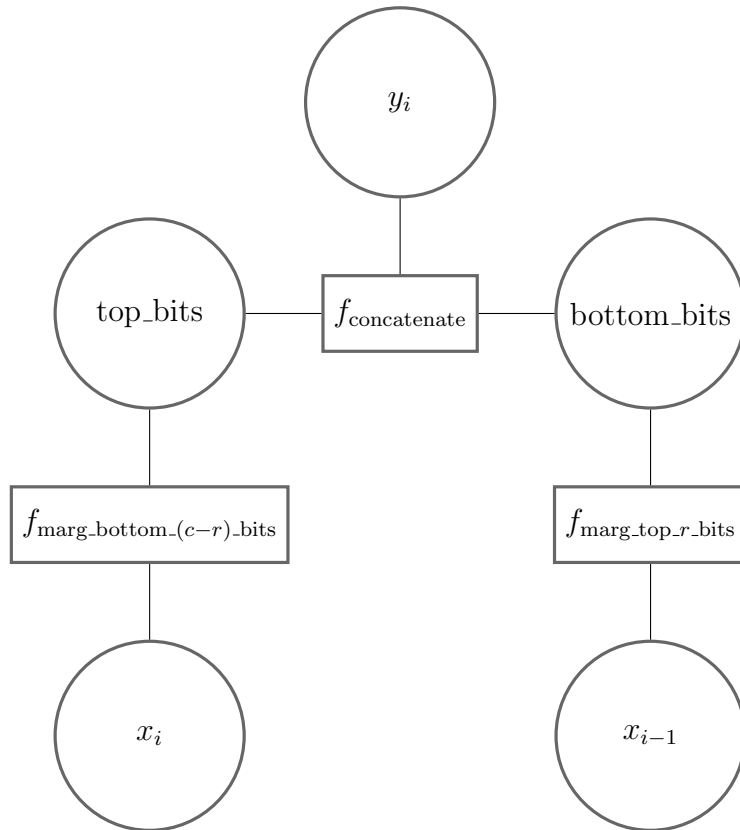 y_i
top_bits
f_concatenate
bottom_bits
f_marg_bottom_(c−r)_bits
f_marg_top_r_bits
x_i
x_{i−1}